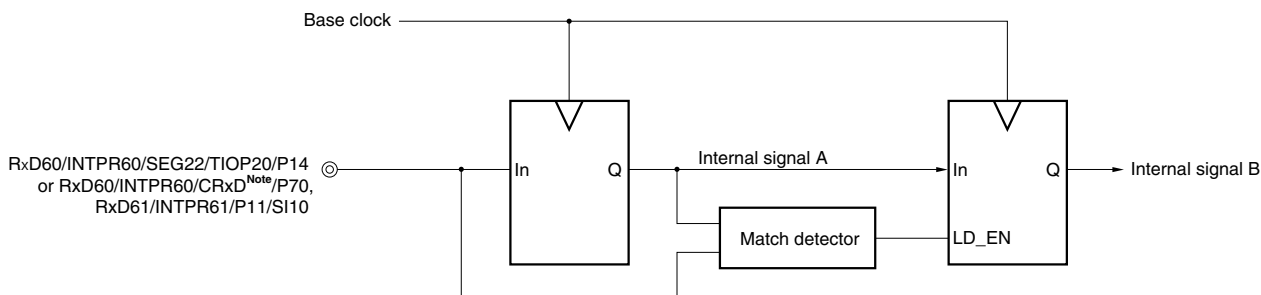 Base clock
RxD60/INTPR60/SEG22/TIOP20/P14
or RxD60/INTPR60/CRxDNote/P70,
RxD61/INTPR61/P11/SI10
In
Q
Internal signal A
In
Q
Internal signal B
Match detector
LD_EN